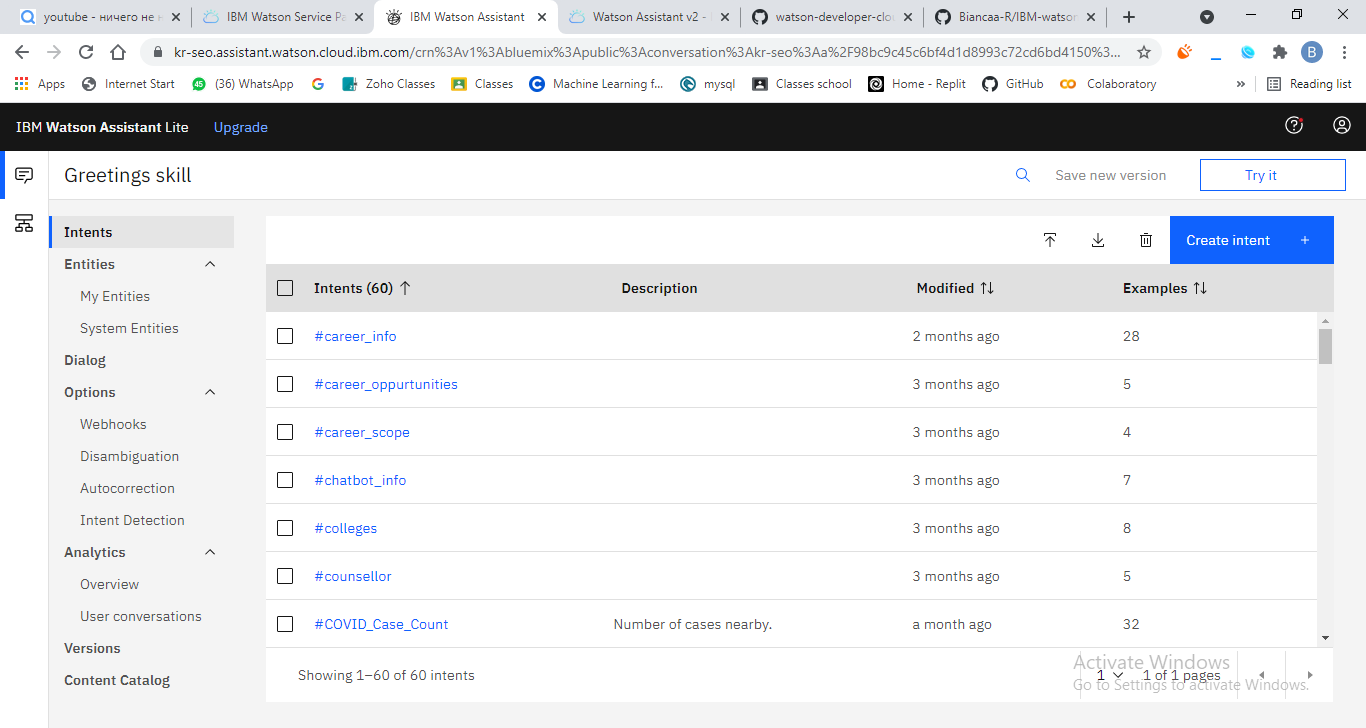 youtube - ничего не н
IBM Watson Service Pa
IBM Watson Assistant
Watson Assistant v2 -
watson-developer-clou
Biancaa-R/IBM-watson
kr-seo.assistant.watson.cloud.ibm.com/crn%3Av1%3Abluemix%3Apublic%3Aconversation%3Akr-seo%3Aa%2F98bc9c45c6bf4d1d8993c72cd6bd4150%3...
B
Apps
Internet Start
45
(36) WhatsApp
Zoho Classes
Classes
Machine Learning f...
mysql
Classes school
Home - Replit
GitHub
Colaboratory
»
Reading list
IBM Watson Assistant Lite
Upgrade
Greetings skill
Save new version
Try it
Intents
Entities
My Entities
System Entities
Dialog
Options
Webhooks
Disambiguation
Autocorrection
Intent Detection
Analytics
Overview
User conversations
Versions
Content Catalog
Create intent +
Intents (60) Description Modified Examples
#career_info 2 months ago 28
#career_oppurtunities 3 months ago 5
#career_scope 3 months ago 4
#chatbot_info 3 months ago 7
#colleges 3 months ago 8
#counsellor 3 months ago 5
#COVID_Case_Count Number of cases nearby. a month ago 32
Showing 1–60 of 60 intents
1
1 of 1 pages
Activate Windows
Go to Settings to activate Windows.